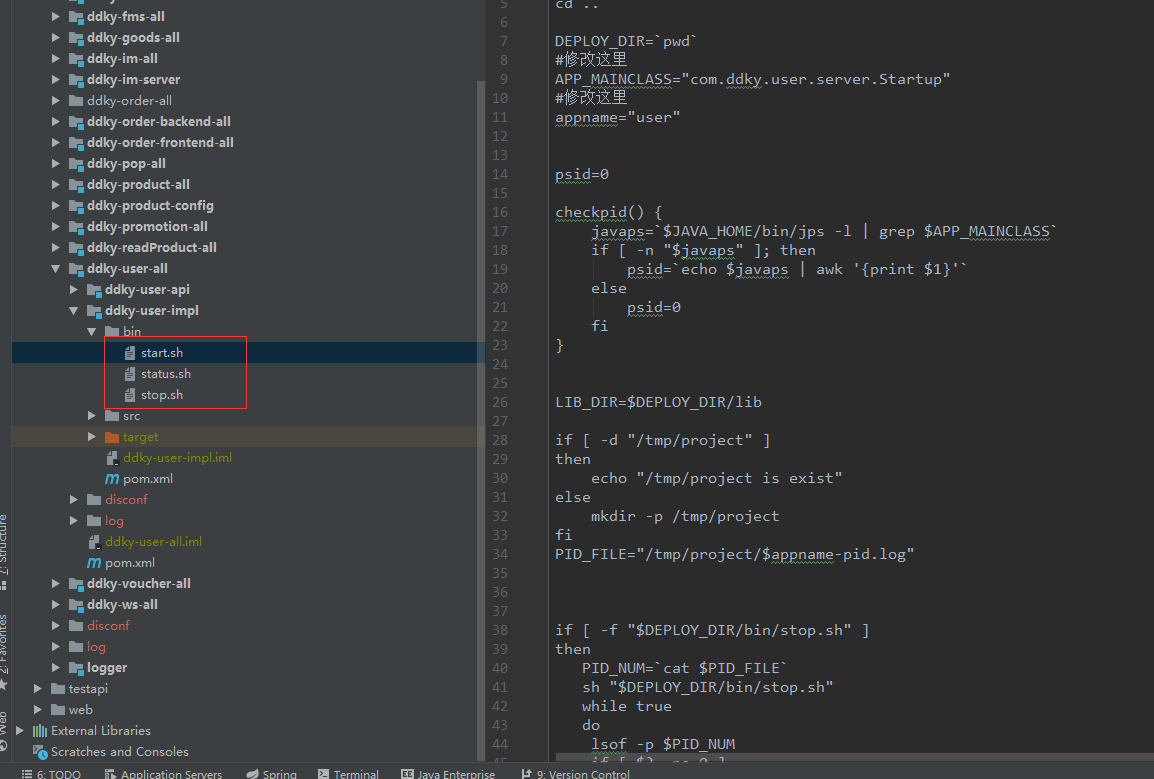 ddky-fms-all
ddky-goods-all
ddky-im-all
ddky-im-server
ddky-order-all
ddky-order-backend-all
ddky-order-frontend-all
ddky-pop-all
ddky-product-all
ddky-product-config
ddky-promotion-all
ddky-readProduct-all
ddky-user-all
ddky-user-api
ddky-user-impl
bin
start.sh
status.sh
stop.sh
src
target
ddky-user-impl.iml
pom.xml
disconf
log
ddky-user-all.iml
pom.xml
ddky-voucher-all
ddky-ws-all
disconf
log
logger
testapi
web
External Libraries
Scratches and Consoles
Structure
2: Favorites
Web
5 cd ..
6
7 DEPLOY_DIR=`pwd`
8 #修改这里
9 APP_MAINCLASS="com.ddky.user.server.Startup"
10 #修改这里
11 appname="user"
12
13
14 psid=0
15
16 checkpid() {
17 javaps=`$JAVA_HOME/bin/jps -l | grep $APP_MAINCLASS`
18 if [ -n "$javaps" ]; then
19 psid=`echo $javaps | awk '{print $1}'`
20 else
21 psid=0
22 fi
23 }
24
25
26 LIB_DIR=$DEPLOY_DIR/lib
27
28 if [ -d "/tmp/project" ]
29 then
30 echo "/tmp/project is exist"
31 else
32 mkdir -p /tmp/project
33 fi
34 PID_FILE="/tmp/project/$appname-pid.log"
35
36
37
38 if [ -f "$DEPLOY_DIR/bin/stop.sh" ]
39 then
40 PID_NUM=`cat $PID_FILE`
41 sh "$DEPLOY_DIR/bin/stop.sh"
42 while true
43 do
44 lsof -p $PID_NUM
6: TODO
Application Servers
Spring
Terminal
Java Enterprise
9: Version Control